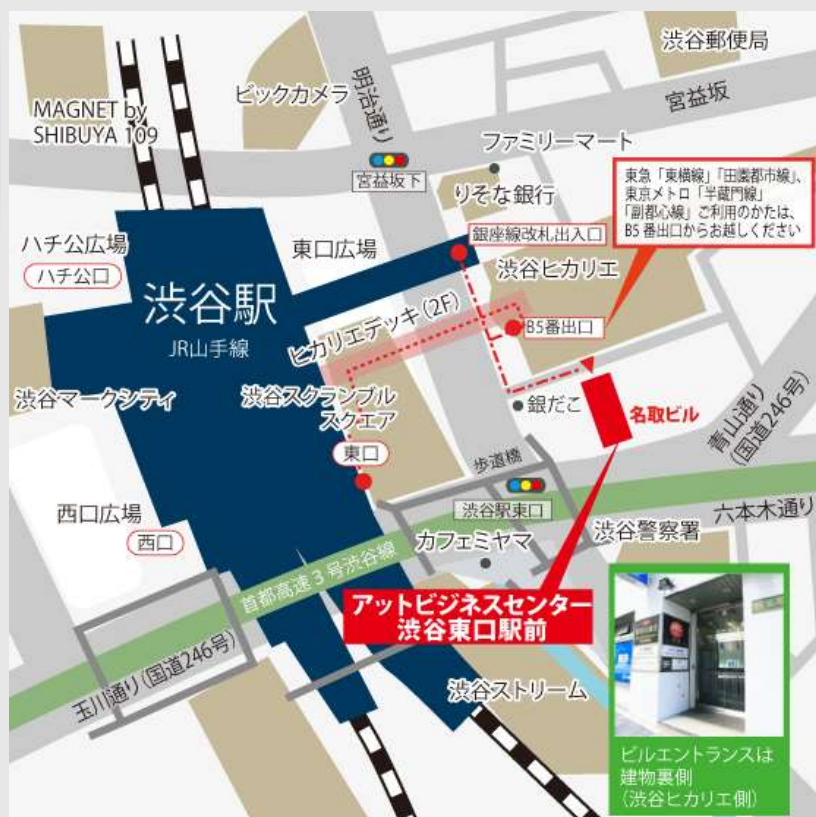 渋谷郵便局
MAGNET by
SHIBUYA 109
ビックカメラ
明治通り
宮益坂
宮益坂下
ファミリーマート
りそな銀行
東急「東横線」「田園都市線」、
東京メトロ「半蔵門線」
「副都心線」ご利用のかたは、
B5番出口からお越しください
ハチ公広場
ハチ公口
東口広場
銀座線改札出入口
渋谷ヒカリエ
渋谷駅
JR山手線
ヒカリエデッキ(2F)
B5番出口
渋谷マークシティ
渋谷スクランブル
スクエア
東口
銀だこ
名取ビル
青山通り
(国道246号)
歩道橋
渋谷駅東口
六本木通り
西口広場
西口
カフェミヤマ
渋谷警察署
首都高速3号渋谷線
アットビジネスセンター
渋谷東口駅前
玉川通り(国道246号)
渋谷ストリーム
ビルエントランスは
建物裏側
(渋谷ヒカリエ側)